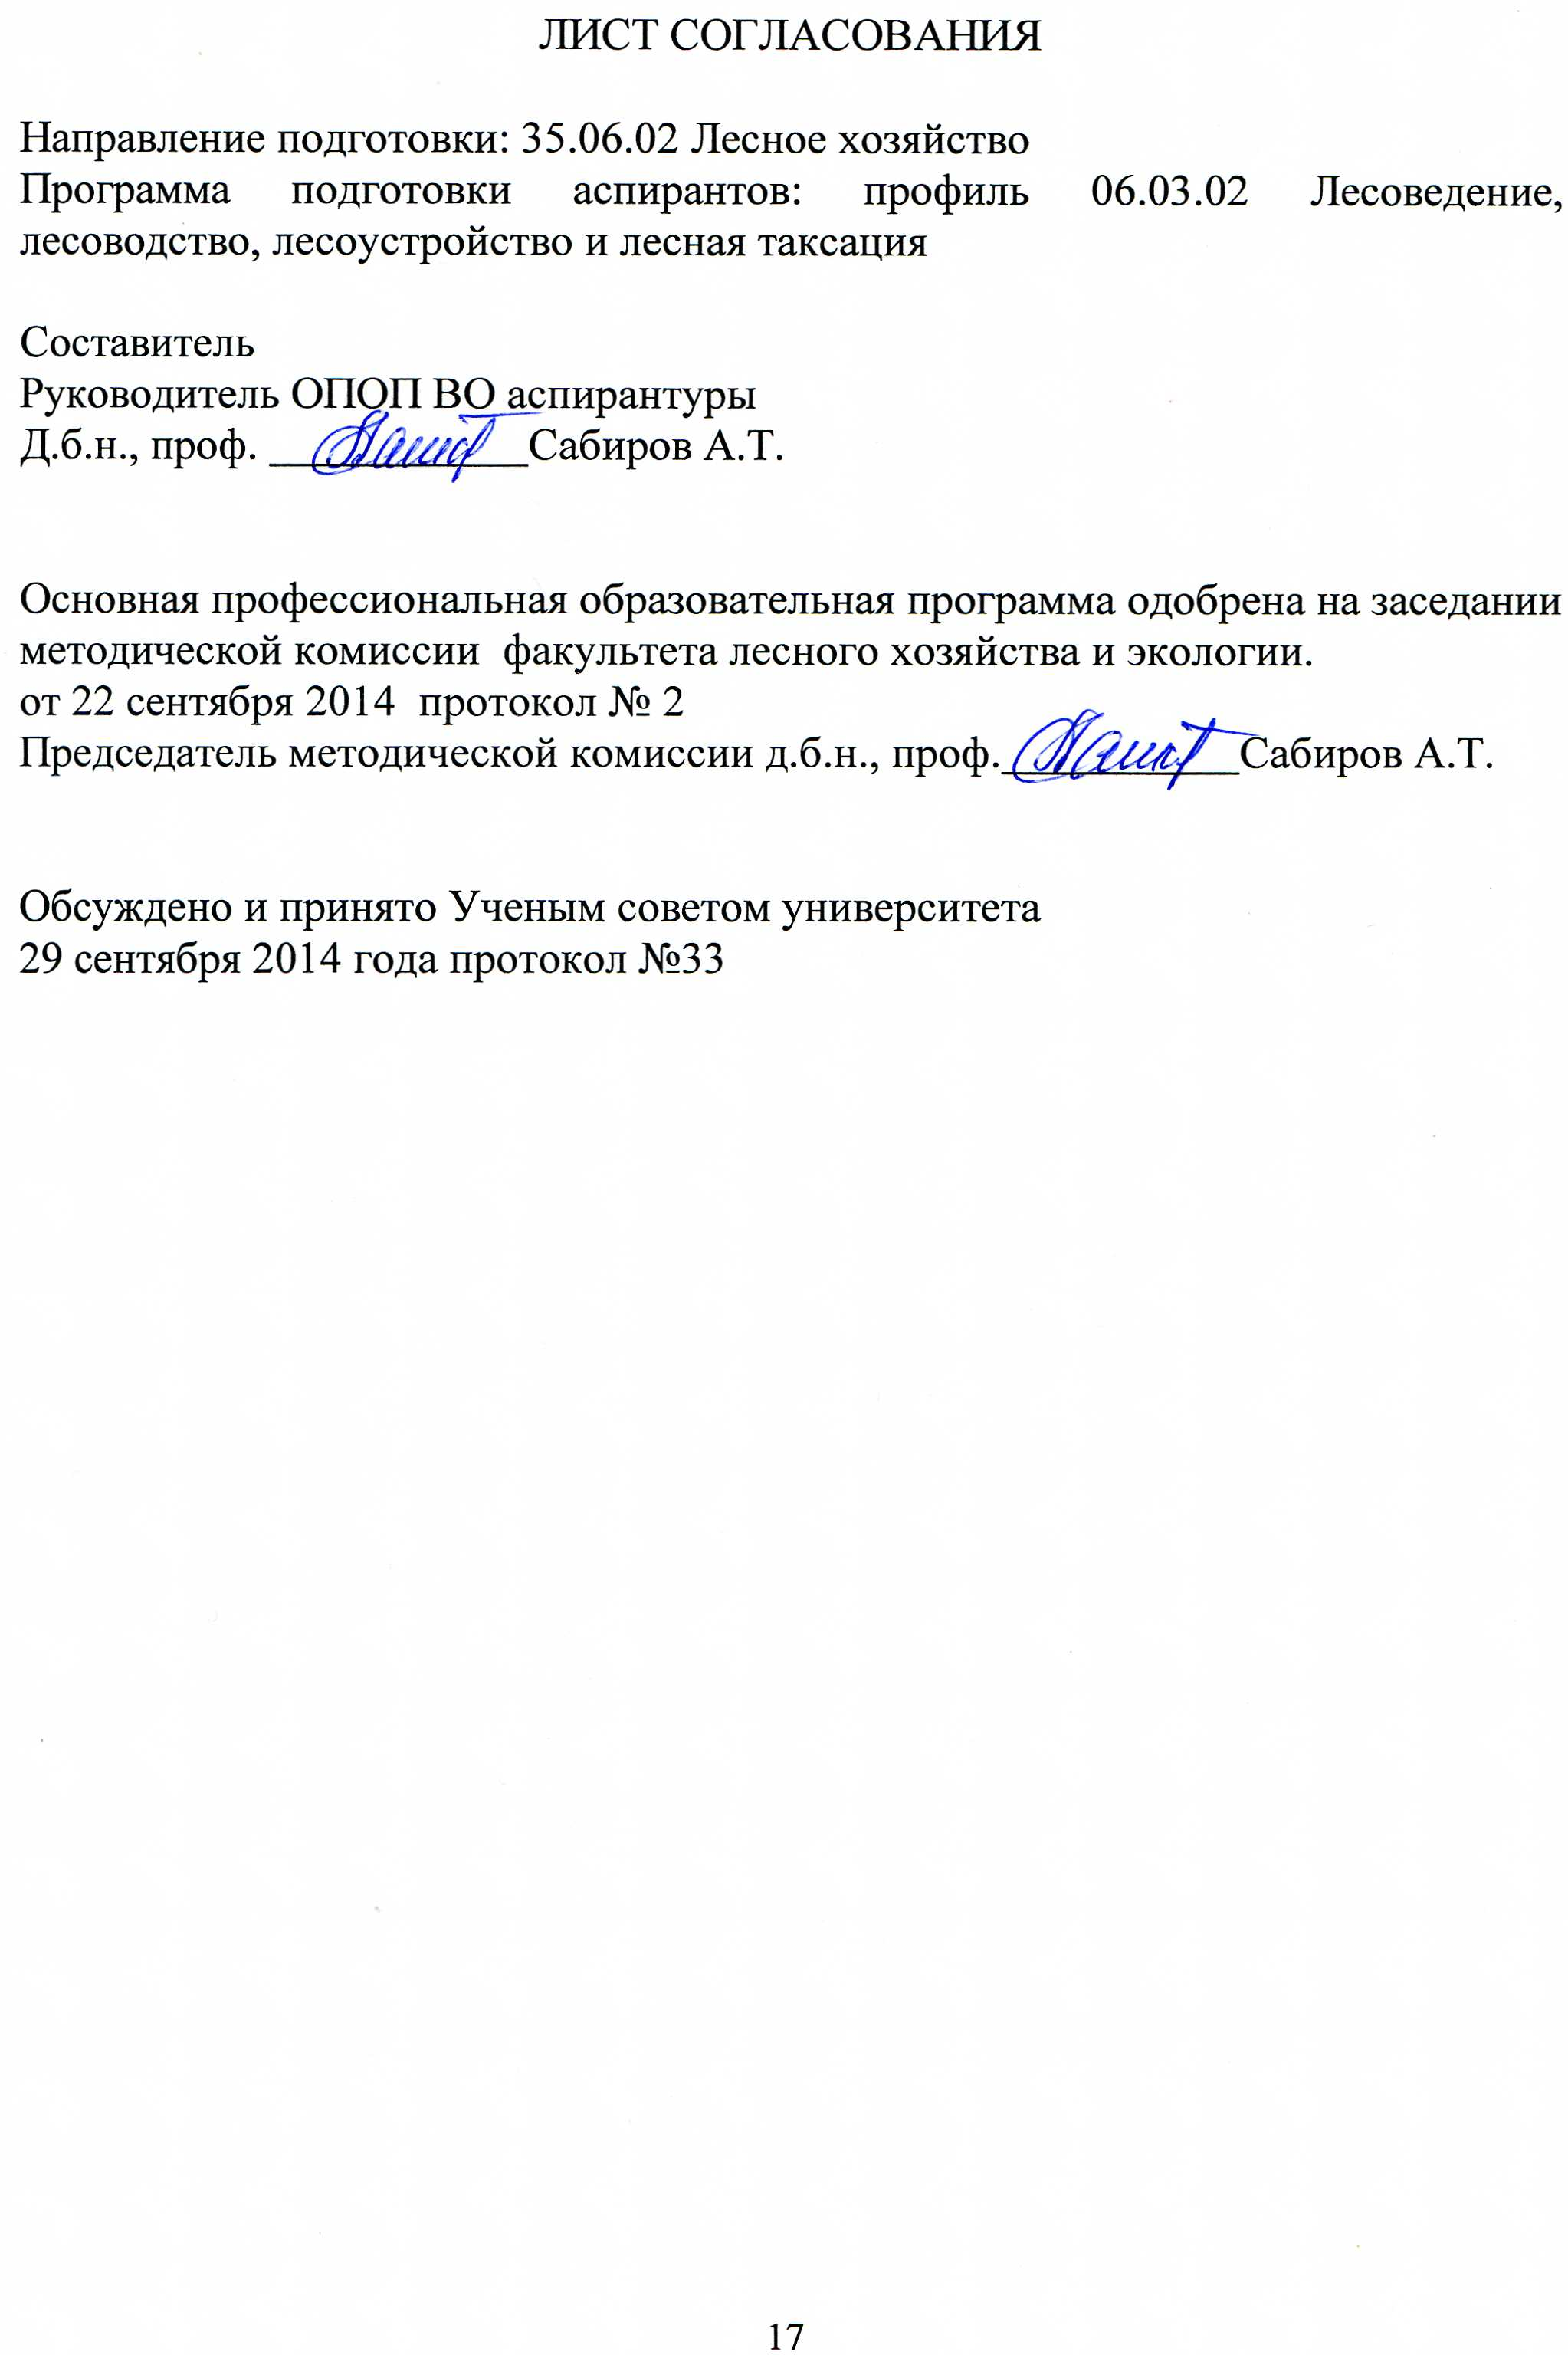 ЛИСТ СОГЛАСОВАНИЯ
Направление подготовки: 35.06.02 Лесное хозяйство
Программа подготовки аспирантов: профиль 06.03.02 Лесоведение,
лесоводство, лесоустройство и лесная таксация
Составитель
Руководитель ОПОП ВО аспирантуры
Д.б.н., проф. ____________Сабиров А.Т.
Основная профессиональная образовательная программа одобрена на заседании
методической комиссии факультета лесного хозяйства и экологии.
от 22 сентября 2014 протокол № 2
Председатель методической комиссии д.б.н., проф.___________Сабиров А.Т.
Обсуждено и принято Ученым советом университета
29 сентября 2014 года протокол №33
17